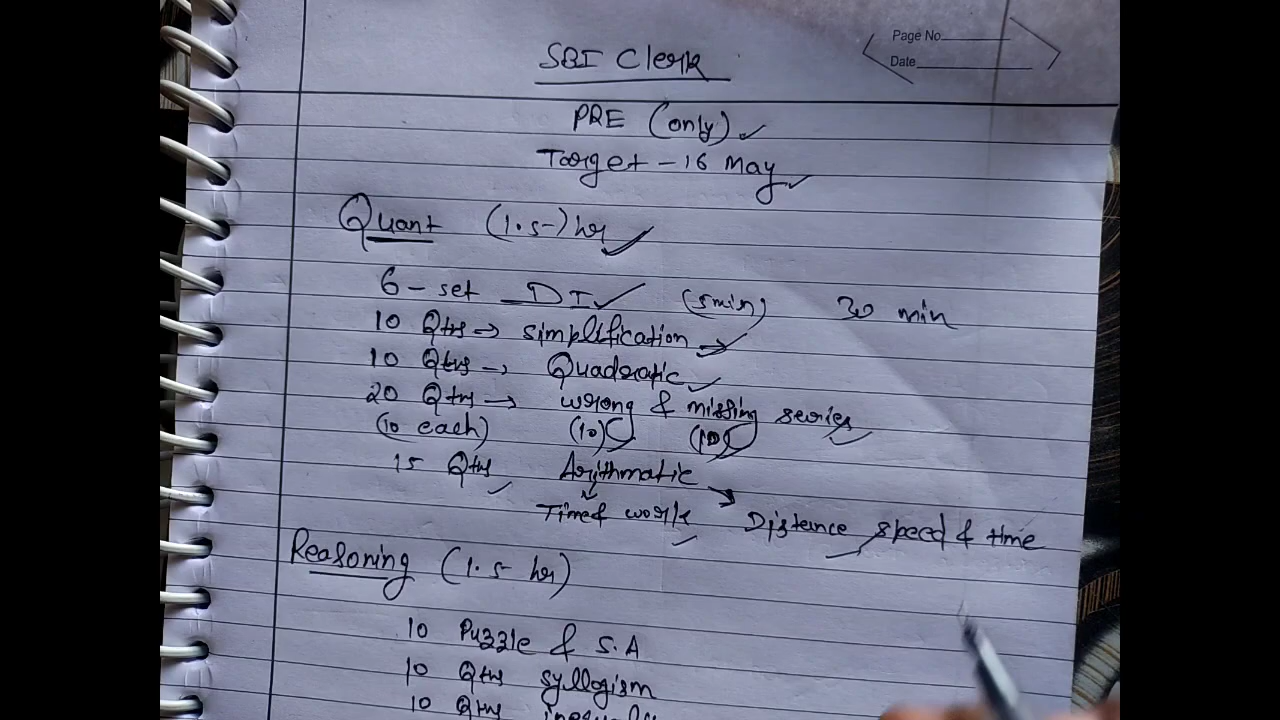 Page No
Date
SBI Clerk
PRE (only)
Target - 16 May
Quant (1.5) hr
6 - set DI (5min) 30 min
10 Qtns → simplification
10 Qtns → Quaderatic
20 Qtns → wrong & missing series
(10 each) (10) (10)
15 Qtns Arithmatic
Time & work Distance speed & time
Reasoning (1.5 hr)
10 Puzzle & S.A
10 Qtns syllogism
10 Qtns